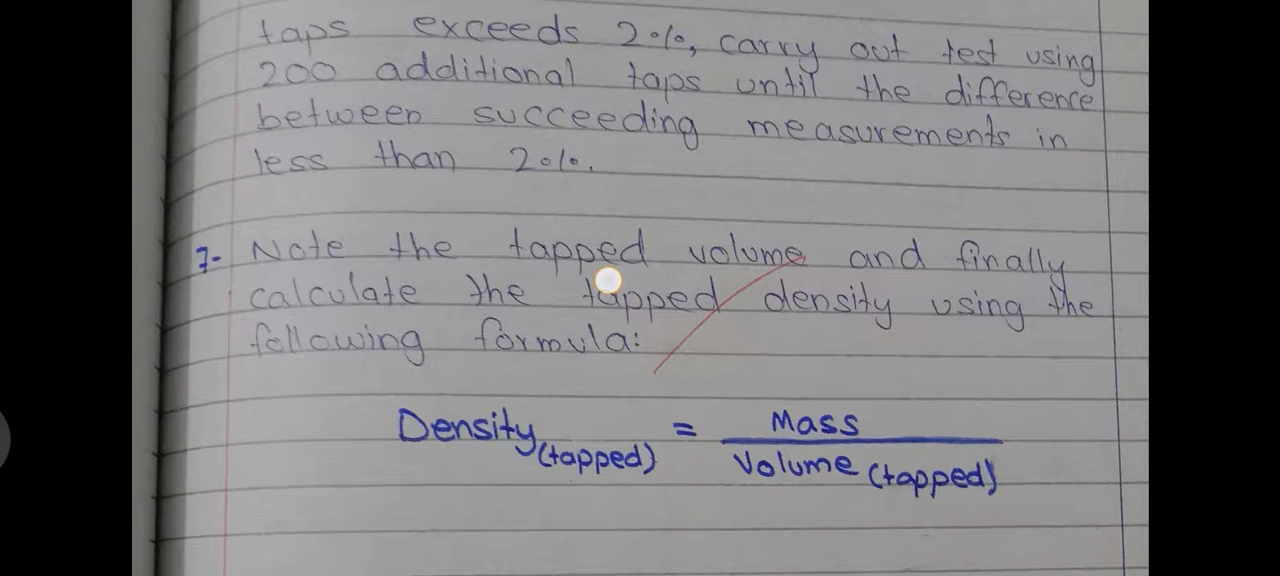 taps exceeds 2%, carry out test using
200 additional taps until the difference
between succeeding measurements in
less than 2%.
7- Note the tapped volume and finally
calculate the tapped density using the
following formula:
Density(tapped) = Mass / Volume(tapped)